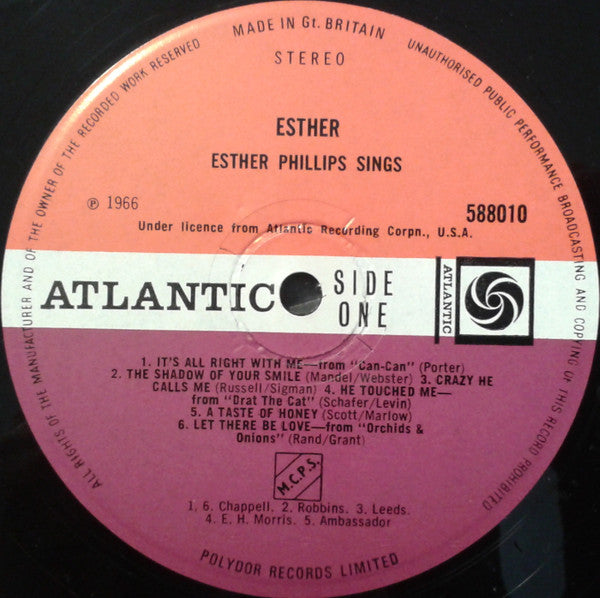 MADE IN Gt. BRITAIN
STEREO
ESTHER
ESTHER PHILLIPS SINGS
℗ 1966
588010
Under licence from Atlantic Recording Corpn., U.S.A.
ATLANTIC
SIDE
ONE
ATLANTIC
1. IT'S ALL RIGHT WITH ME—from "Can-Can" (Porter)
2. THE SHADOW OF YOUR SMILE (Mandel/Webster) 3. CRAZY HE
CALLS ME (Russell/Sigman) 4. HE TOUCHED ME—
from "Drat The Cat" (Schafer/Levin)
5. A TASTE OF HONEY (Scott/Marlow)
6. LET THERE BE LOVE—from "Orchids &
Onions" (Rand/Grant)
M.C.P.S.
1, 6. Chappell. 2. Robbins. 3. Leeds.
4. E. H. Morris. 5. Ambassador
POLYDOR RECORDS LIMITED
ALL RIGHTS OF THE MANUFACTURER AND OF THE OWNER OF THE RECORDED WORK RESERVED
UNAUTHORISED PUBLIC PERFORMANCE BROADCASTING AND COPYING OF THIS RECORD PROHIBITED